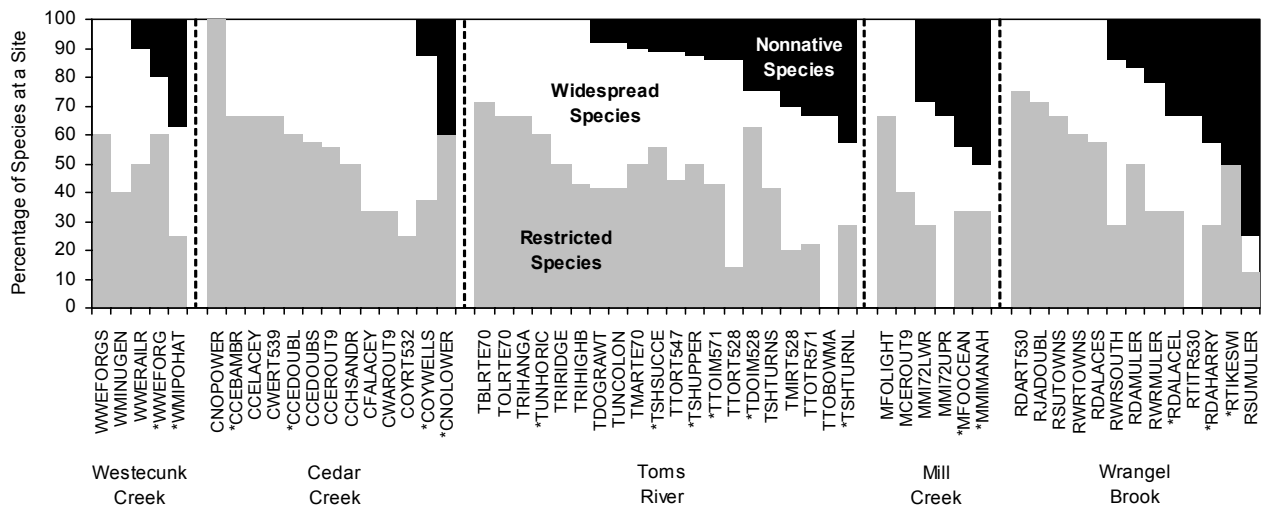 Percentage of Species at a Site
100
90
80
70
60
50
40
30
20
10
0
Nonnative
Species
Widespread
Species
Restricted
Species
WWEFORGS
WMINUGEN
WWERAILR
*WWEFORG
*WMIPOHAT
CNOPOWER
*CCEBAMBR
CCELACEY
CWERT539
*CCEDOUBL
CCEDOUBS
CCEROUT9
CCHSANDR
CFALACEY
CWAROUT9
COYRT532
*COYWELLS
*CNOLOWER
TBLRTE70
TOLRTE70
TRIHANGA
*TUNHORIC
TRIRIDGE
TRIHIGHB
TDOGRAWT
TUNCOLON
TMARTE70
*TSHSUCCE
TTORT547
*TSHUPPER
*TTOIM571
TTORT528
*TDOIM528
TSHTURNS
TMIRT528
TTOTR571
TTOBOWMA
*TSHTURNL
MFOLIGHT
MCEROUT9
MMI72LWR
MMI72UPR
*MFOOCEAN
*MMIMANAH
RDART530
RJADOUBL
RSUTOWNS
RWRTOWNS
RDALACES
RWRSOUTH
RDAMULER
RWRMULER
*RDALACEL
RTITR530
*RDAHARRY
*RTIKESWI
RSUMULER
Westecunk
Creek
Cedar
Creek
Toms
River
Mill
Creek
Wrangel
Brook